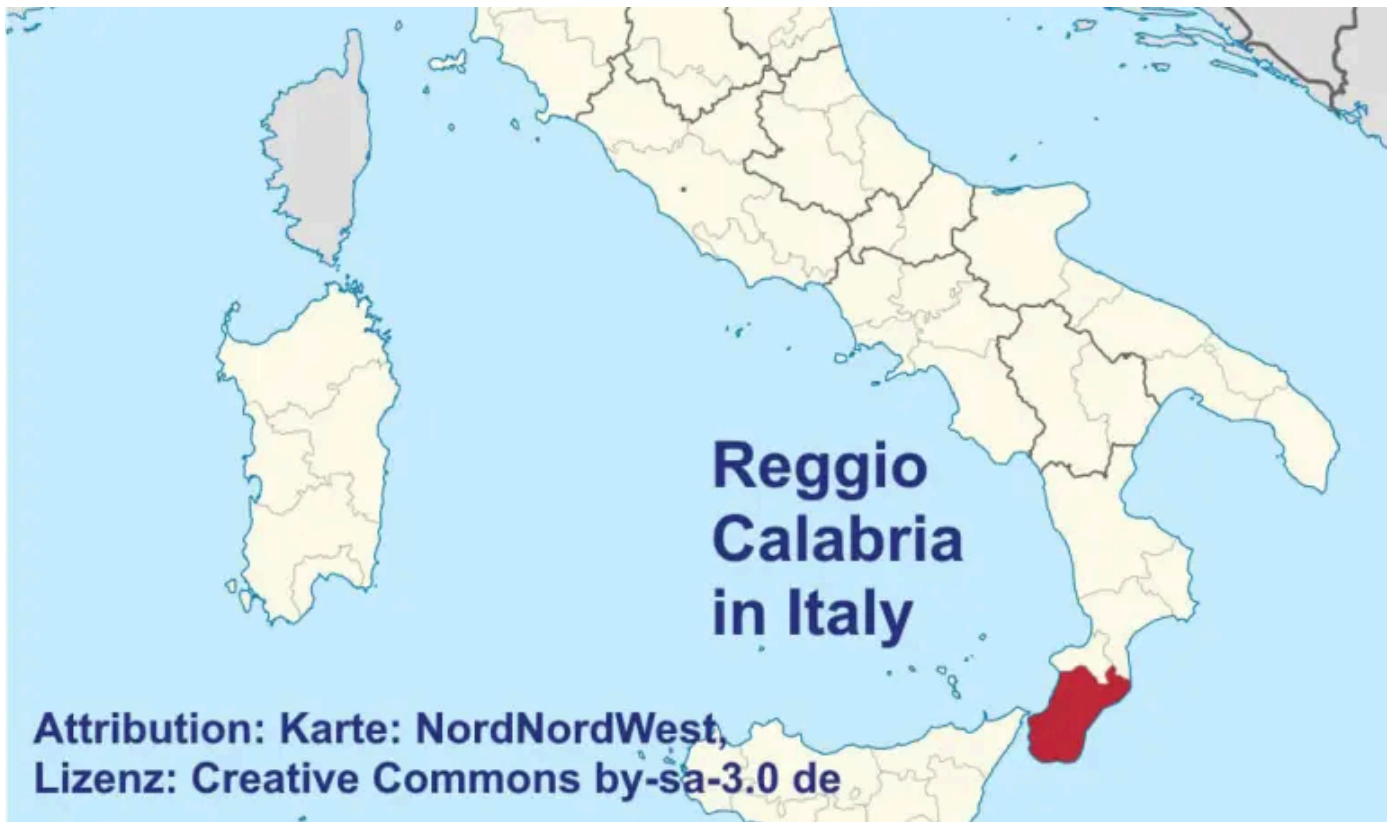 Reggio
Calabria
in Italy
Attribution: Karte: NordNordWest,
Lizenz: Creative Commons by-sa-3.0 de